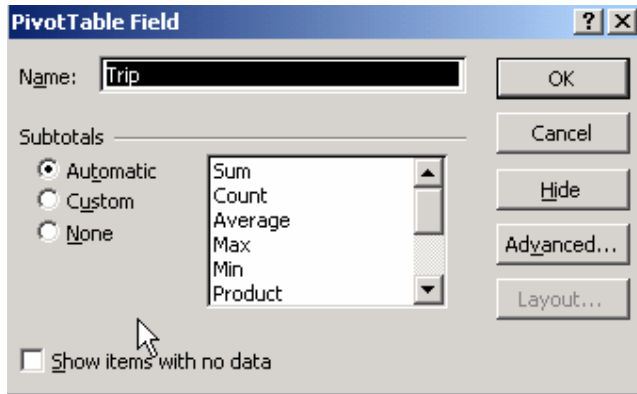 PivotTable Field
Name: Trip
OK
Subtotals
Cancel
Automatic
Custom
None
Sum
Count
Average
Max
Min
Product
Hide
Advanced...
Layout...
Show items with no data